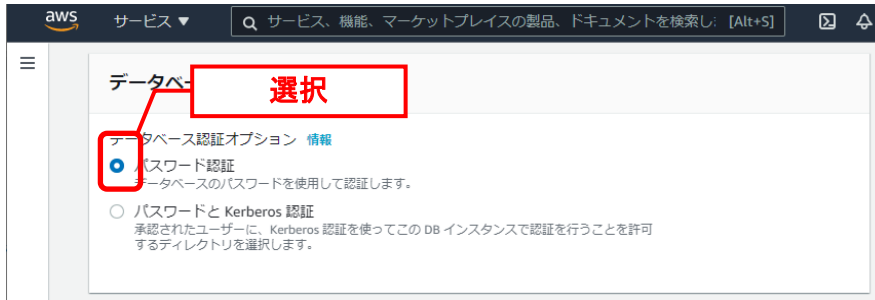 aws サービス ▼ サービス、機能、マーケットプレイスの製品、ドキュメントを検索し [Alt+S]
データベー
選択
データベース認証オプション 情報
パスワード認証
データベースのパスワードを使用して認証します。
パスワードと Kerberos 認証
承認されたユーザーに、Kerberos 認証を使ってこの DB インスタンスで認証を行うことを許可
するディレクトリを選択します。